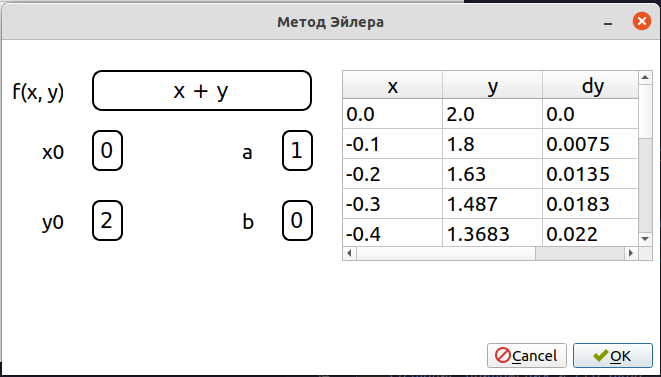 Метод Эйлера
f(x, y) x + y
x0 0 a 1
y0 2 b 0
x y dy
0.0 2.0 0.0
-0.1 1.8 0.0075
-0.2 1.63 0.0135
-0.3 1.487 0.0183
-0.4 1.3683 0.022
Cancel OK